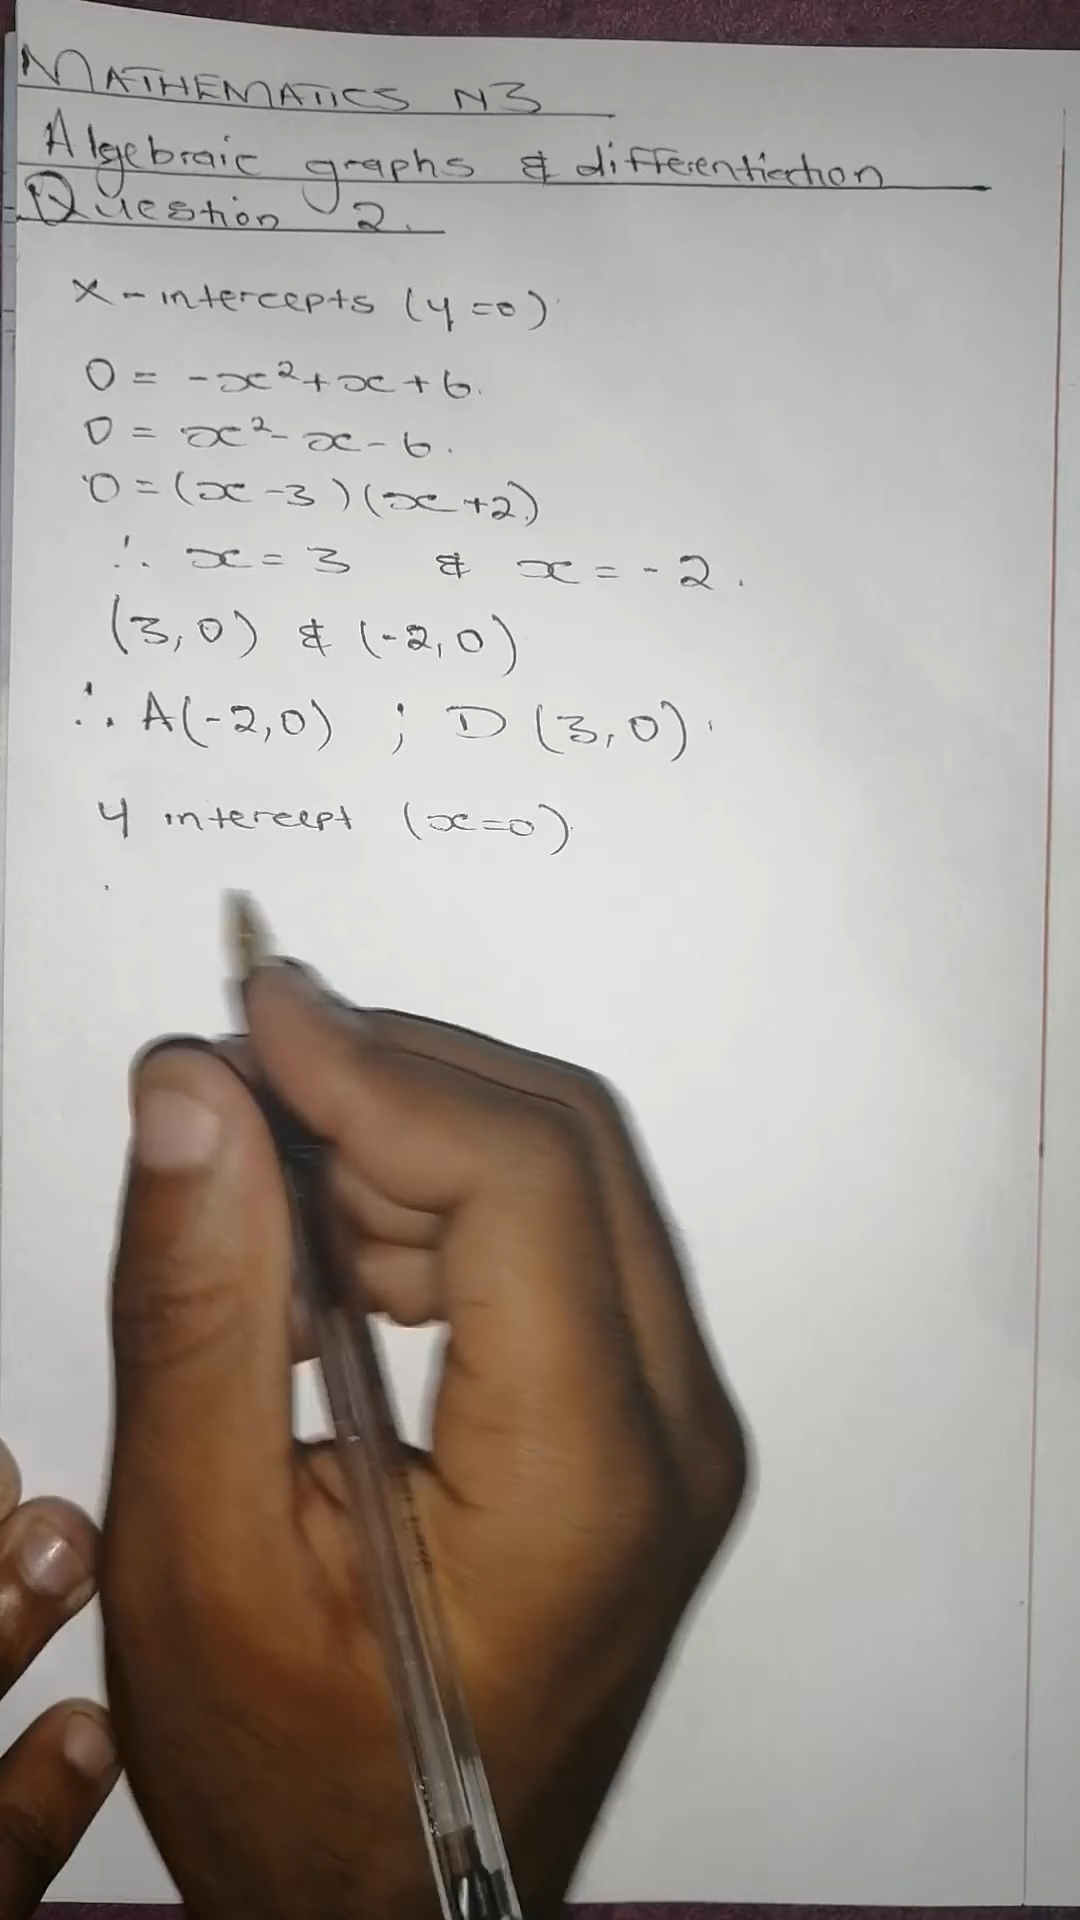 MATHEMATICS N3
Algebraic graphs & differentiation
Question 2.
x-intercepts (y=0)
0 = -x²+x+6.
0 = x²-x-6.
0=(x-3)(x+2)
∴ x=3 & x=-2.
(3,0) & (-2,0)
∴ A(-2,0) ; D(3,0).
y intercept (x=0)